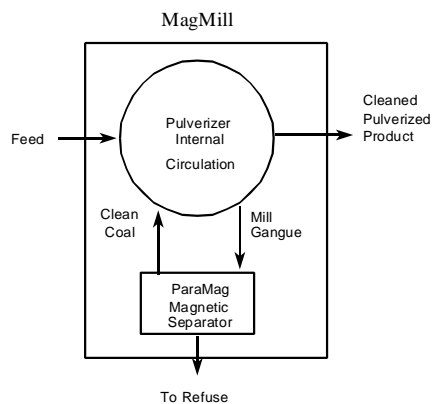 MagMill
Pulverizer
Internal
Circulation
Feed
Cleaned
Pulverized
Product
Clean
Coal
Mill
Gangue
ParaMag
Magnetic
Separator
To Refuse